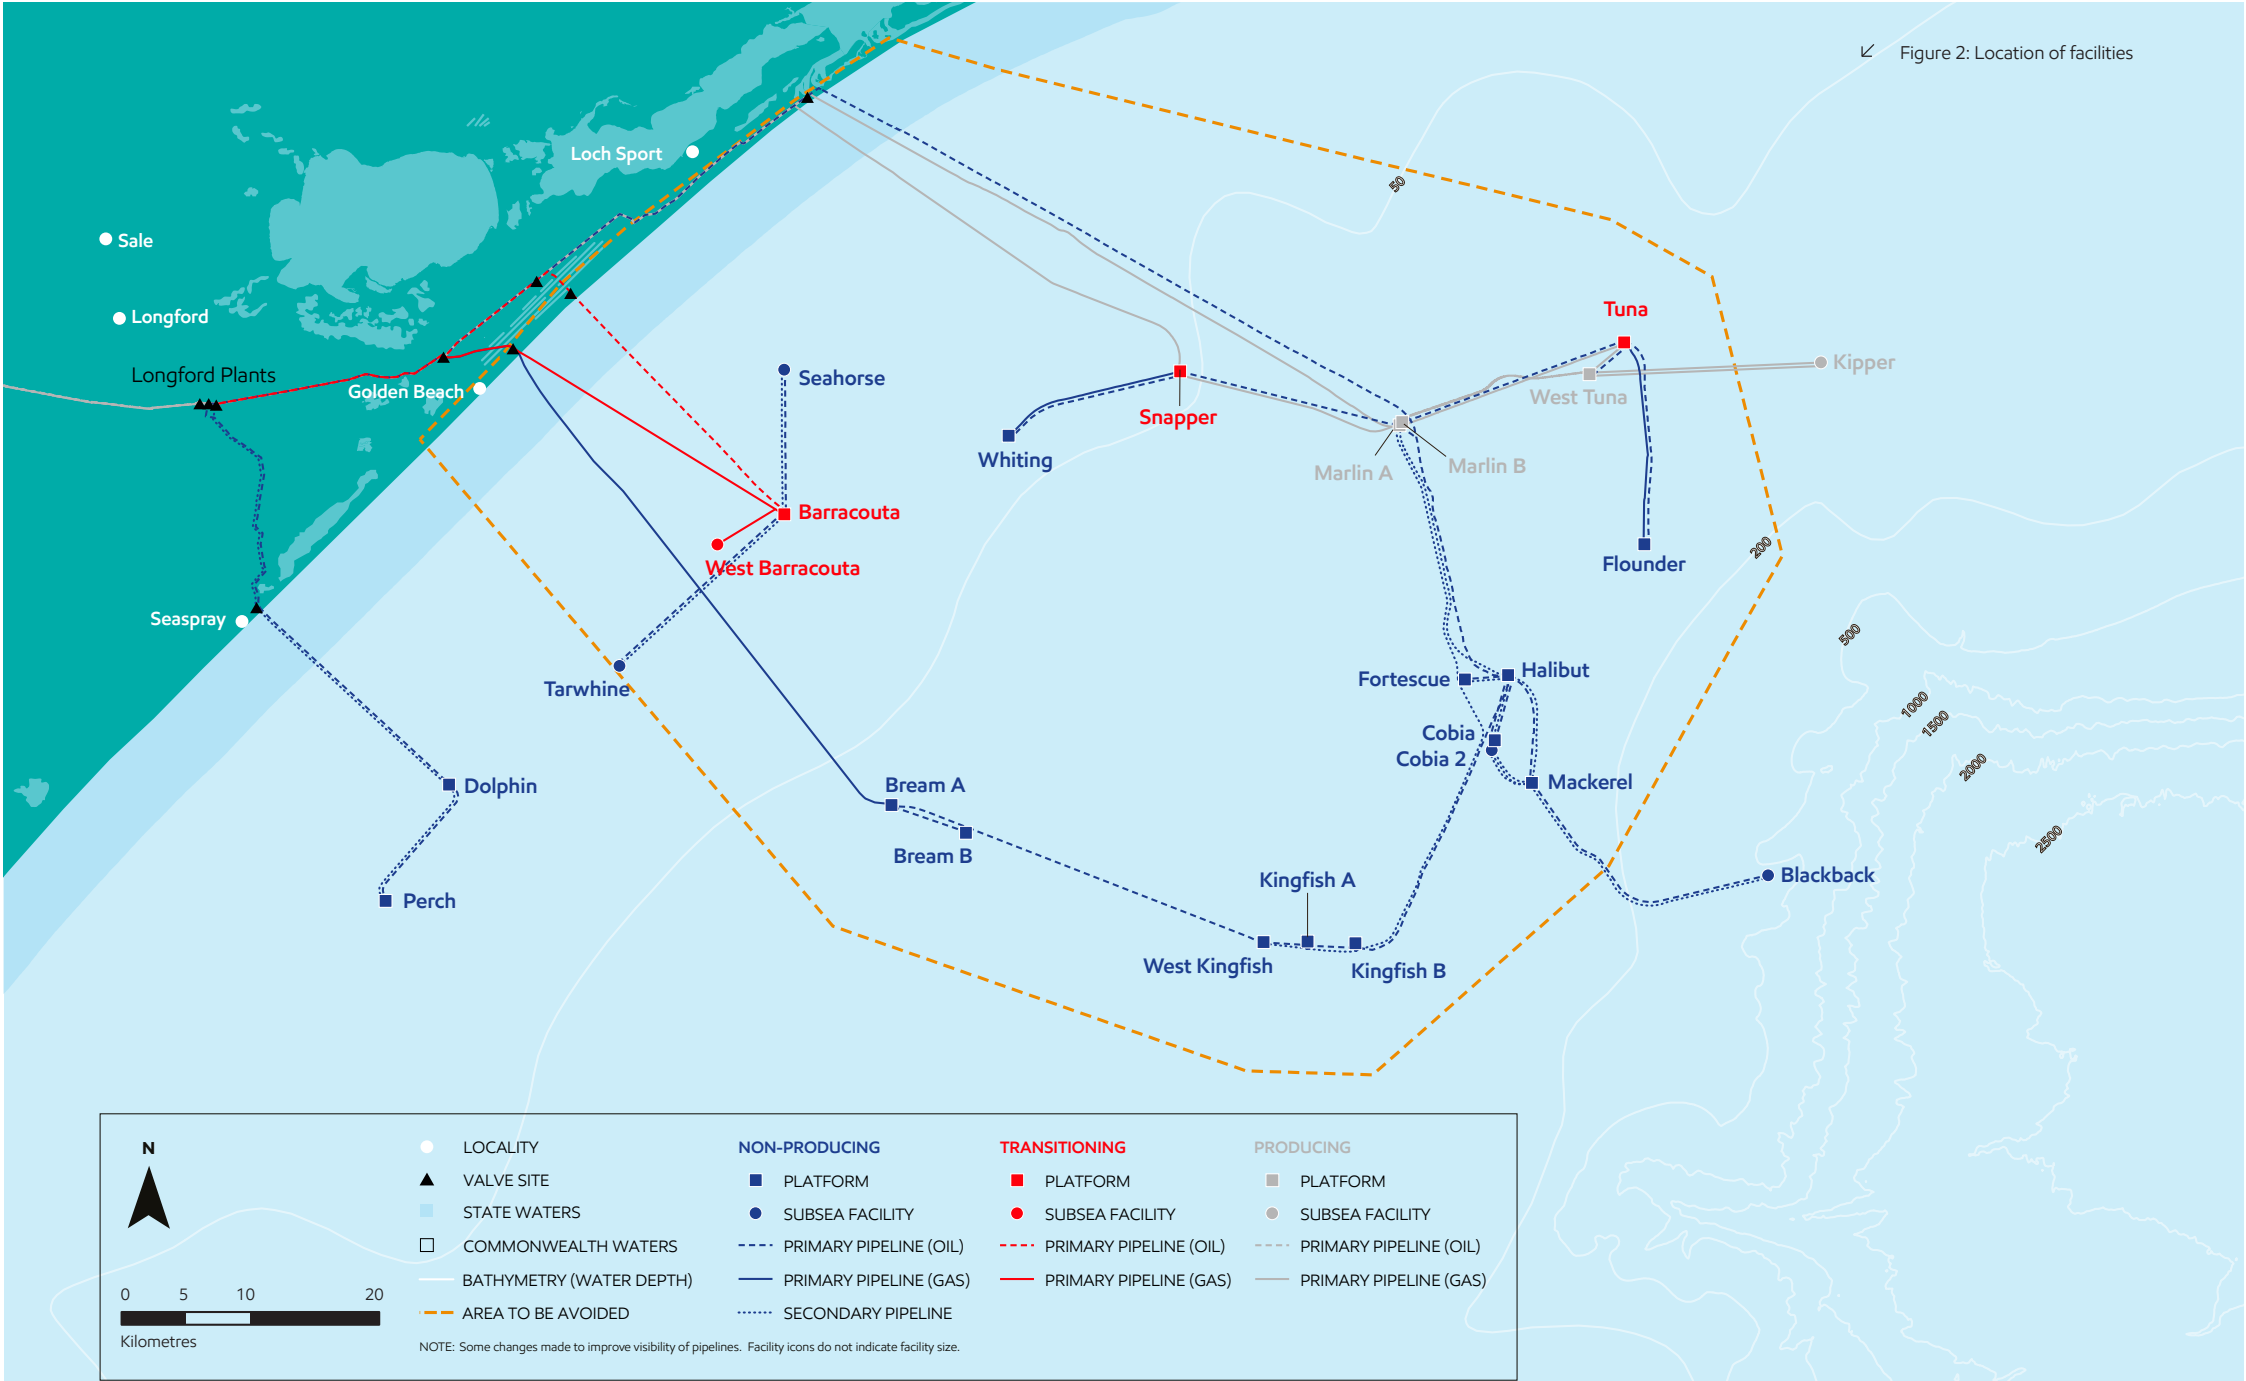 ↙ Figure 2: Location of facilities
Loch Sport
50
Sale
Longford
Tuna
Longford Plants
Golden Beach
Seahorse
Kipper
West Tuna
Snapper
Whiting
Marlin A
Marlin B
Barracouta
West Barracouta
Flounder
200
Seaspray
500
Tarwhine
Fortescue
Halibut
1000
1500
Cobia
Cobia 2
2000
Dolphin
Bream A
Mackerel
2500
Bream B
Perch
Kingfish A
Blackback
West Kingfish
Kingfish B
N
0 5 10 20
Kilometres
LOCALITY
VALVE SITE
STATE WATERS
COMMONWEALTH WATERS
BATHYMETRY (WATER DEPTH)
AREA TO BE AVOIDED
NON-PRODUCING
PLATFORM
SUBSEA FACILITY
PRIMARY PIPELINE (OIL)
PRIMARY PIPELINE (GAS)
SECONDARY PIPELINE
TRANSITIONING
PLATFORM
SUBSEA FACILITY
PRIMARY PIPELINE (OIL)
PRIMARY PIPELINE (GAS)
PRODUCING
PLATFORM
SUBSEA FACILITY
PRIMARY PIPELINE (OIL)
PRIMARY PIPELINE (GAS)
NOTE: Some changes made to improve visibility of pipelines. Facility icons do not indicate facility size.